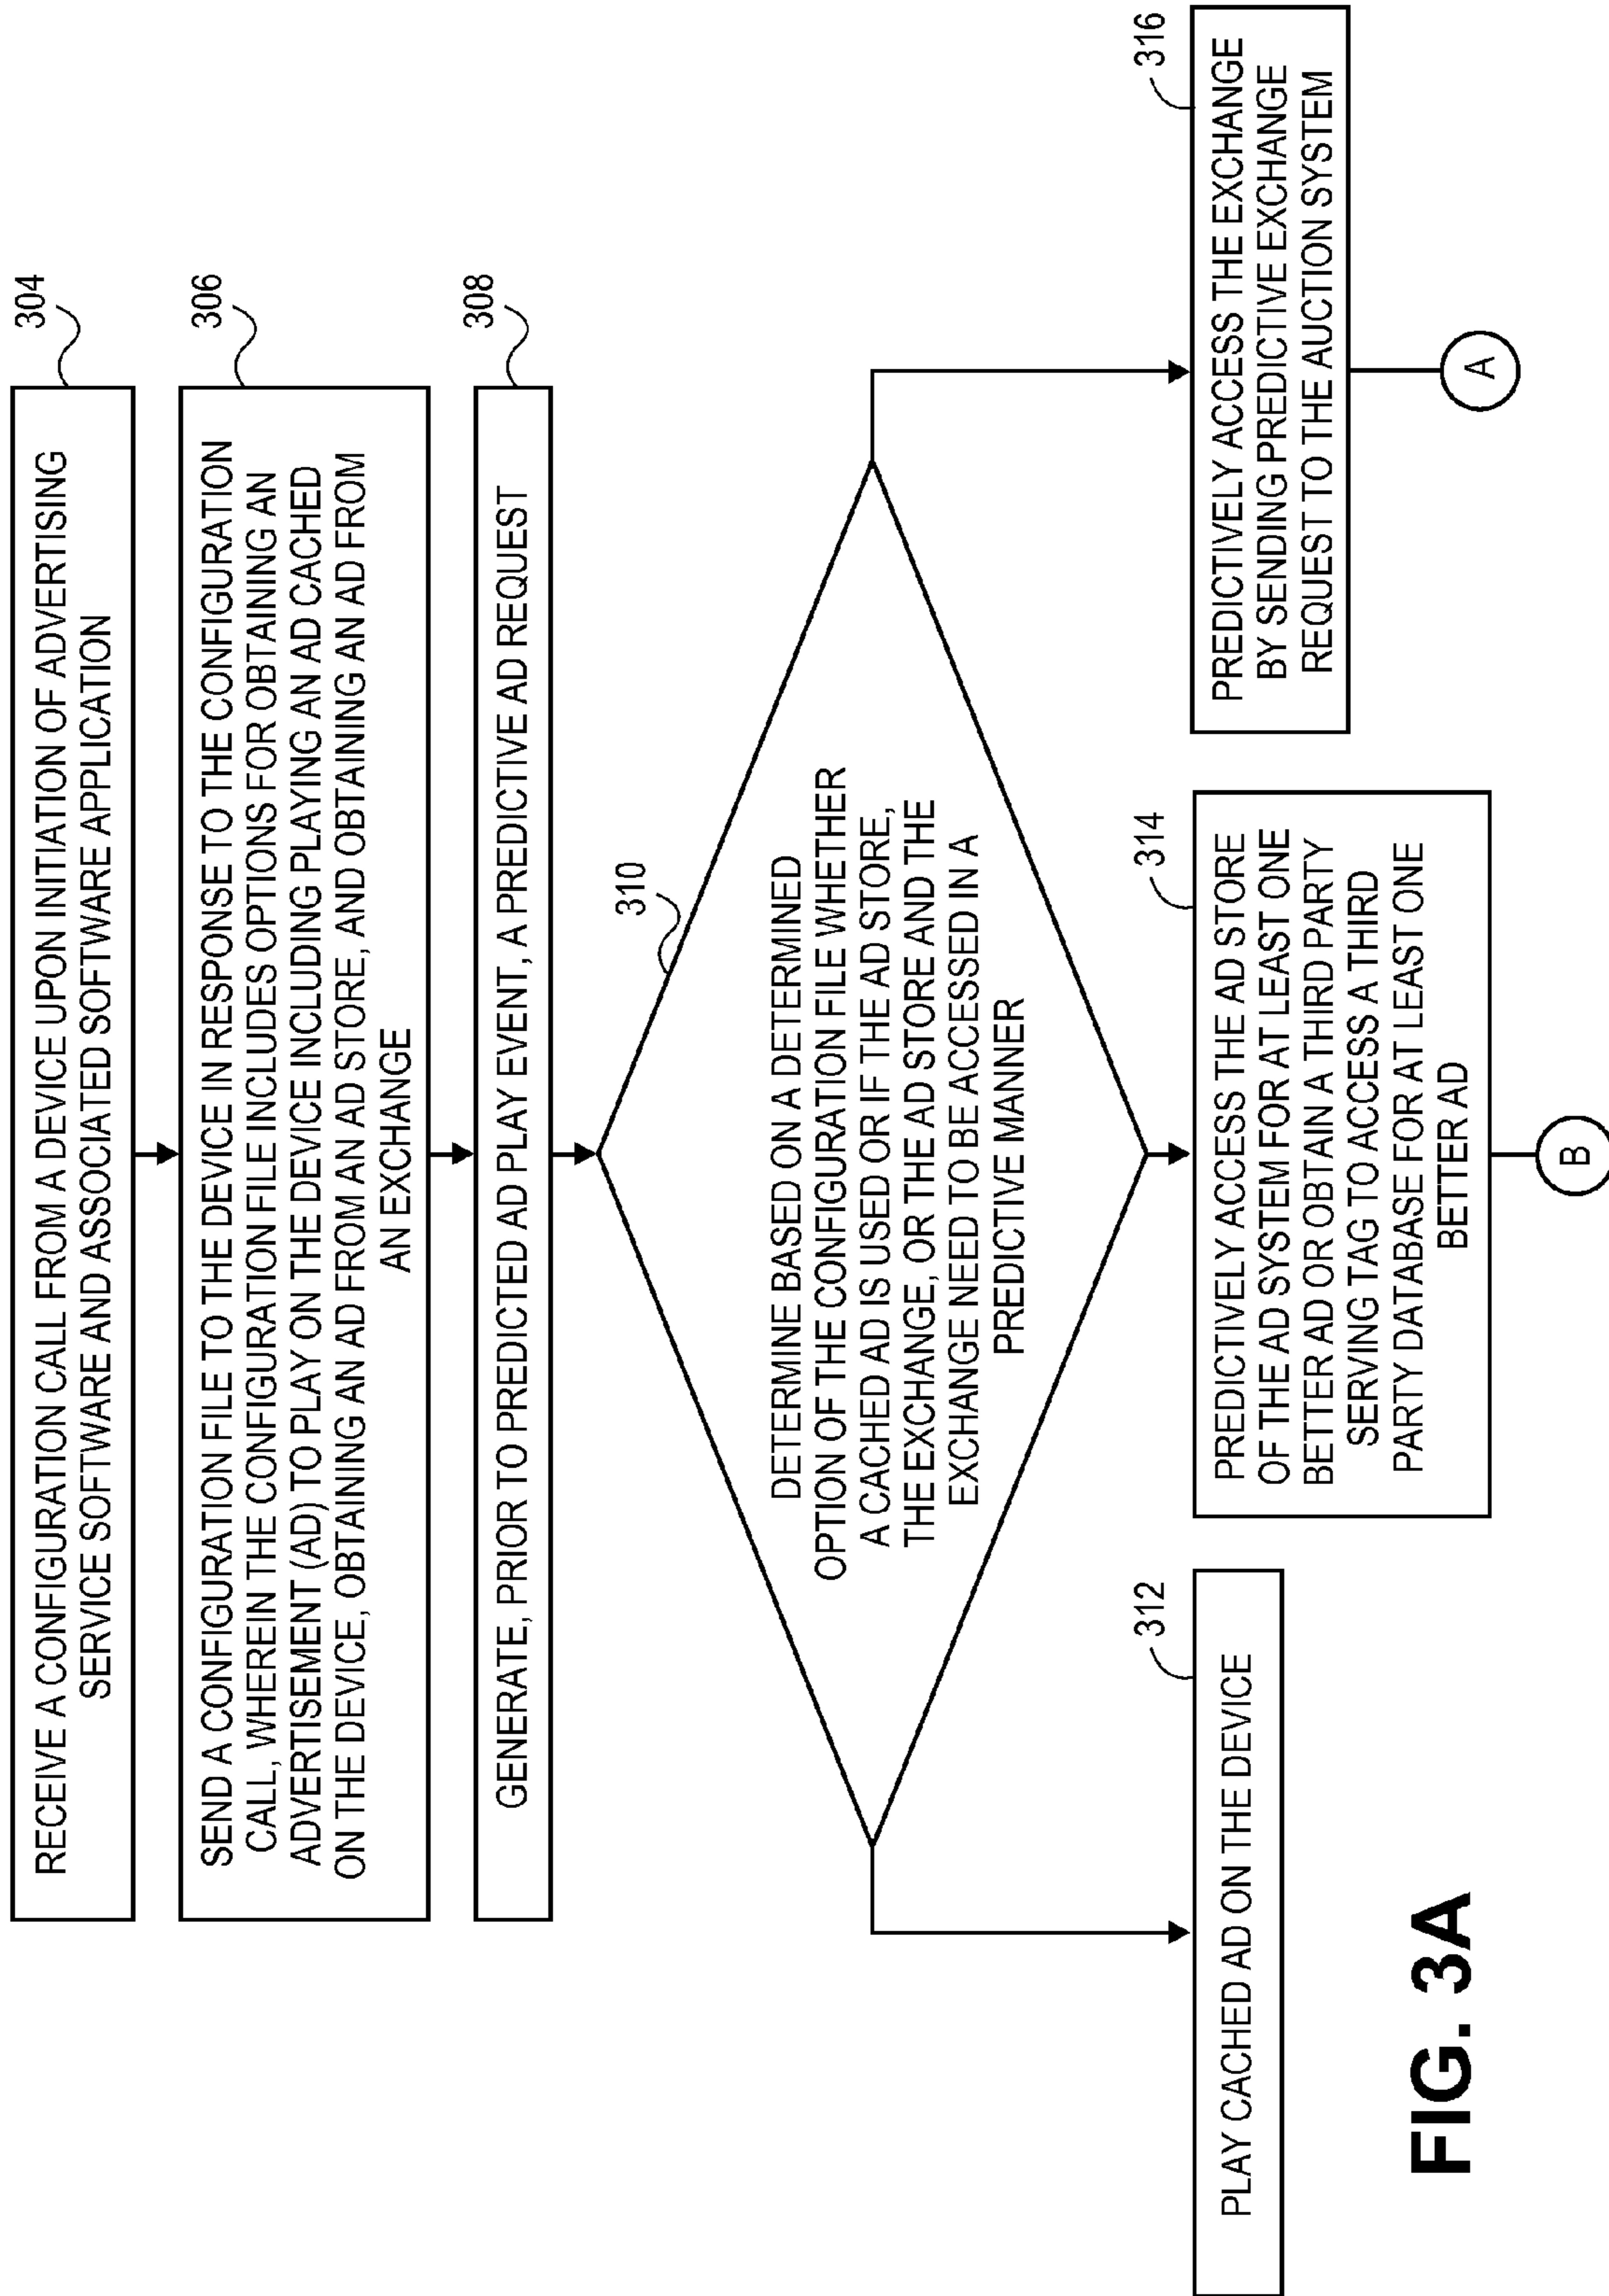 304
RECEIVE A CONFIGURATION CALL FROM A DEVICE UPON INITIATION OF ADVERTISING
SERVICE SOFTWARE AND ASSOCIATED SOFTWARE APPLICATION
306
SEND A CONFIGURATION FILE TO THE DEVICE IN RESPONSE TO THE CONFIGURATION
CALL, WHEREIN THE CONFIGURATION FILE INCLUDES OPTIONS FOR OBTAINING AN
ADVERTISEMENT (AD) TO PLAY ON THE DEVICE INCLUDING PLAYING AN AD CACHED
ON THE DEVICE, OBTAINING AN AD FROM AN AD STORE, AND OBTAINING AN AD FROM
AN EXCHANGE
308
GENERATE, PRIOR TO PREDICTED AD PLAY EVENT, A PREDICTIVE AD REQUEST
310
DETERMINE BASED ON A DETERMINED
OPTION OF THE CONFIGURATION FILE WHETHER
A CACHED AD IS USED OR IF THE AD STORE,
THE EXCHANGE, OR THE AD STORE AND THE
EXCHANGE NEED TO BE ACCESSED IN A
PREDICTIVE MANNER
312
PLAY CACHED AD ON THE DEVICE
314
PREDICTIVELY ACCESS THE AD STORE
OF THE AD SYSTEM FOR AT LEAST ONE
BETTER AD OR OBTAIN A THIRD PARTY
SERVING TAG TO ACCESS A THIRD
PARTY DATABASE FOR AT LEAST ONE
BETTER AD
316
PREDICTIVELY ACCESS THE EXCHANGE
BY SENDING PREDICTIVE EXCHANGE
REQUEST TO THE AUCTION SYSTEM
B
A
FIG. 3A